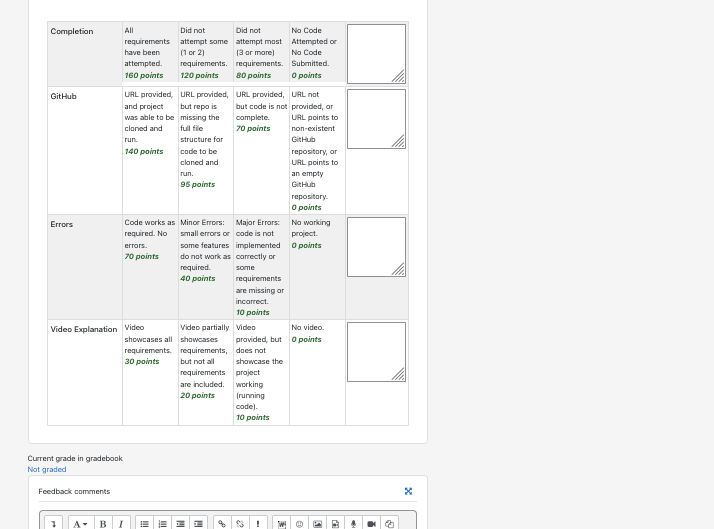 Completion
All
requirements
have been
attempted.
160 points
Did not
attempt some
(1 or 2)
requirements.
120 points
Did not
attempt most
(3 or more)
requirements.
80 points
No Code
Attempted or
No Code
Submitted.
0 points
GitHub
URL provided,
and project
was able to be
cloned and
run.
140 points
URL provided,
but repo is
missing the
full file
structure for
code to be
cloned and
run.
95 points
URL provided,
but code is not
complete.
70 points
URL not
provided, or
URL points to
non-existent
GitHub
repository, or
URL points to
an empty
GitHub
repository.
0 points
Errors
Code works as
required. No
errors.
70 points
Minor Errors:
small errors or
some features
do not work as
required.
40 points
Major Errors:
code is not
implemented
correctly or
some
requirements
are missing or
incorrect.
10 points
No working
project.
0 points
Video Explanation
Video
showcases all
requirements.
30 points
Video partially
showcases
requirements,
but not all
requirements
are included.
20 points
Video
provided, but
does not
showcase the
project
working
(running
code).
10 points
No video.
0 points
Current grade in gradebook
Not graded
Feedback comments
A B I